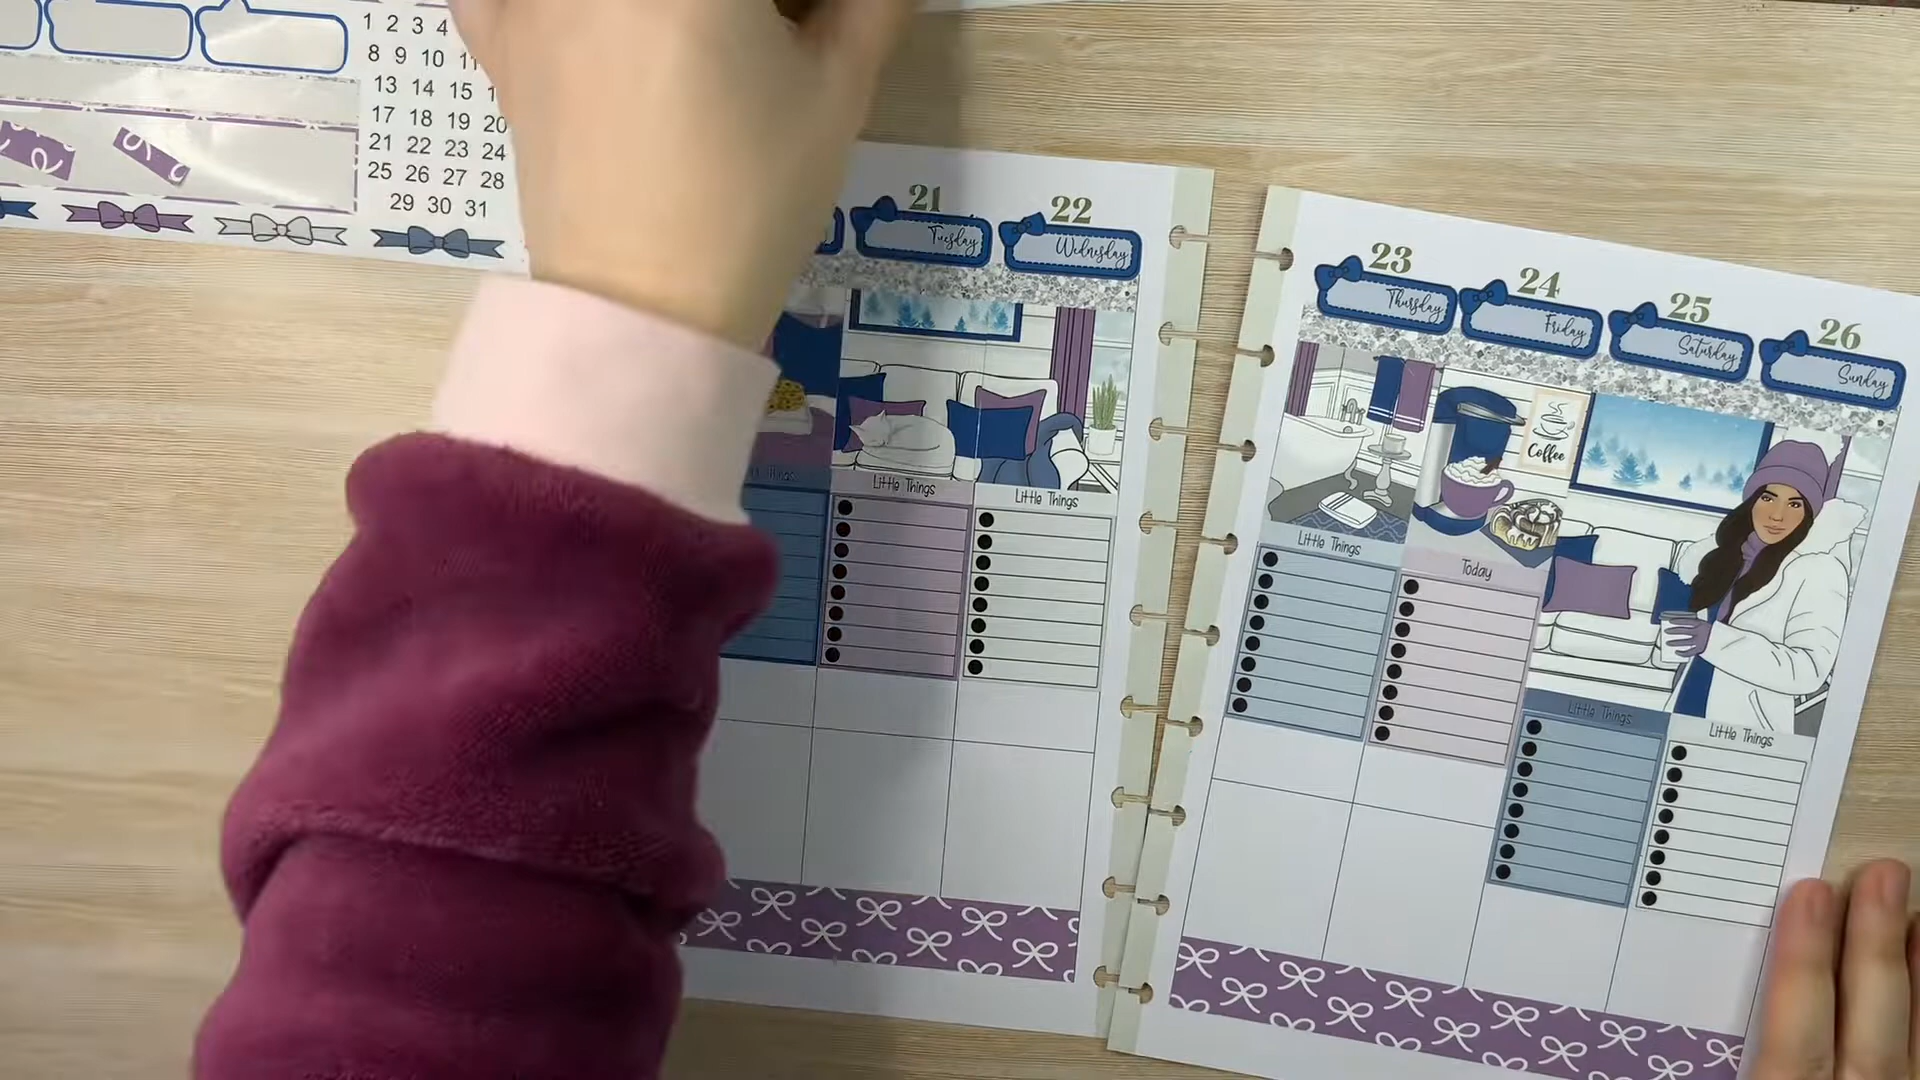 1 2 3 4
8 9 10 11
13 14 15
17 18 19 20
21 22 23 24
25 26 27 28
29 30 31
21 22
Tuesday Wednesday
Things Little Things Little Things
23 24 25 26
Thursday Friday Saturday Sunday
Coffee
Little Things Today
Little Things Little Things